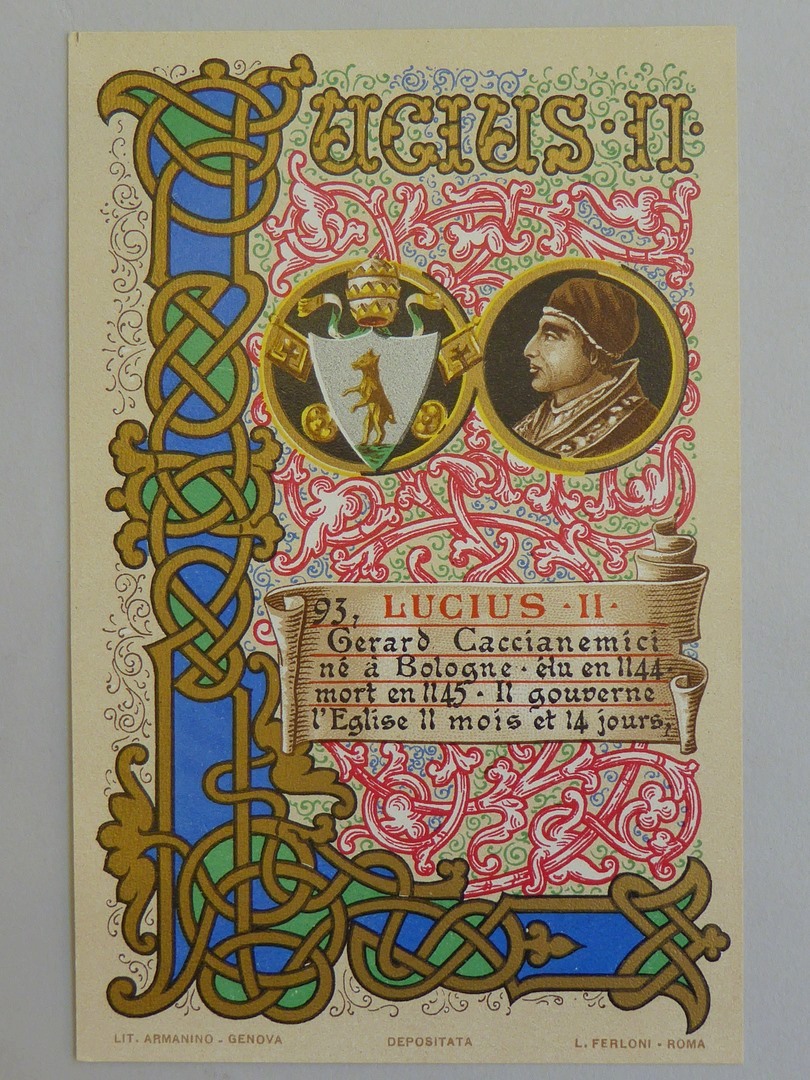 LUCIUS·II·
93, LUCIUS ·II·
Gerard Caccianemici
né à Bologne · élu en 1144·
mort en 1145 · Il gouverne
l'Eglise 11 mois et 14 jours,
LIT. ARMANINO - GENOVA DEPOSITATA L. FERLONI - ROMA